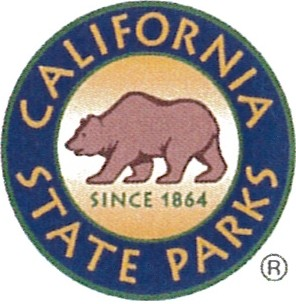 CALIFORNIA
SINCE 1864
STATE PARKS
®